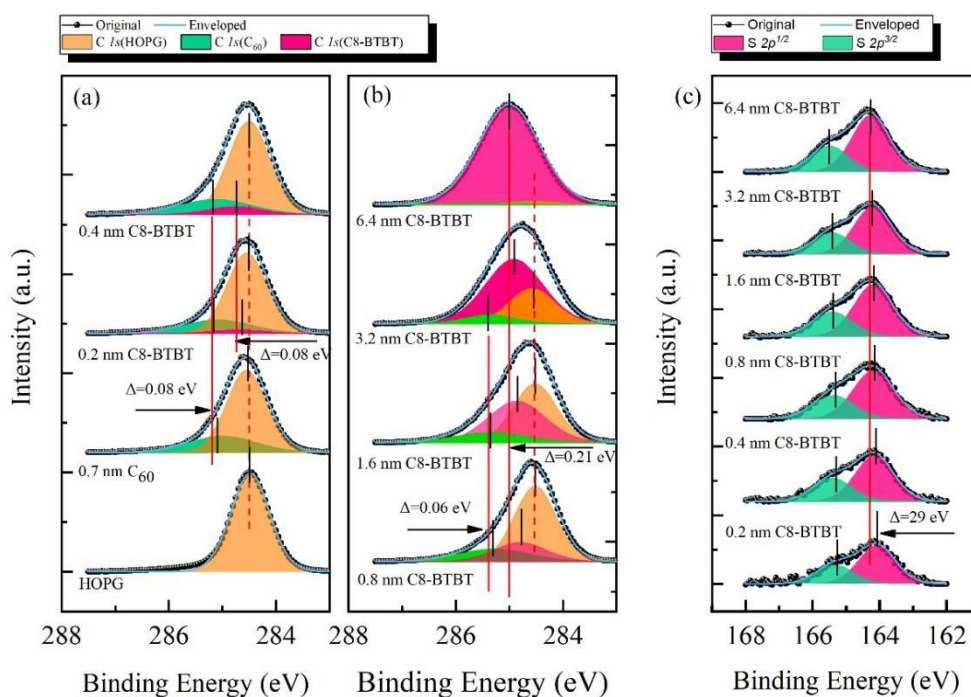 Original Enveloped
C 1s(HOPG) C 1s(C60) C 1s(C8-BTBT)
Original Enveloped
S 2p1/2 S 2p3/2
(a)
0.4 nm C8-BTBT
0.2 nm C8-BTBT
Δ=0.08 eV
Δ=0.08 eV
0.7 nm C60
HOPG
Intensity (a.u.)
288 286 284
Binding Energy (eV)
(b)
6.4 nm C8-BTBT
3.2 nm C8-BTBT
1.6 nm C8-BTBT
Δ=0.21 eV
Δ=0.06 eV
0.8 nm C8-BTBT
Intensity (a.u.)
288 286 284
Binding Energy (eV)
(c)
6.4 nm C8-BTBT
3.2 nm C8-BTBT
1.6 nm C8-BTBT
0.8 nm C8-BTBT
0.4 nm C8-BTBT
0.2 nm C8-BTBT
Δ=29 eV
Intensity (a.u.)
168 166 164 162
Binding Energy (eV)